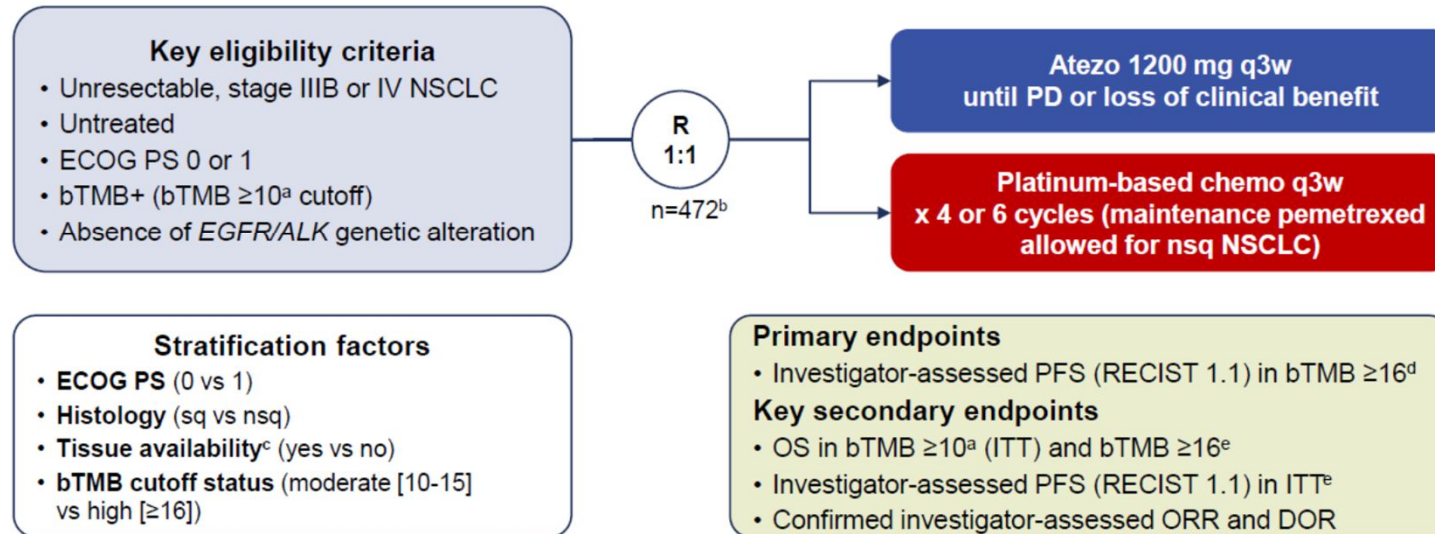 Key eligibility criteria
• Unresectable, stage IIIB or IV NSCLC
• Untreated
• ECOG PS 0 or 1
• bTMB+ (bTMB ≥10ᵃ cutoff)
• Absence of EGFR/ALK genetic alteration
R
1:1
n=472ᵇ
Atezo 1200 mg q3w
until PD or loss of clinical benefit
Platinum-based chemo q3w
x 4 or 6 cycles (maintenance pemetrexed
allowed for nsq NSCLC)
Stratification factors
• ECOG PS (0 vs 1)
• Histology (sq vs nsq)
• Tissue availabilityᶜ (yes vs no)
• bTMB cutoff status (moderate [10-15]
vs high [≥16])
Primary endpoints
• Investigator-assessed PFS (RECIST 1.1) in bTMB ≥16ᵈ
Key secondary endpoints
• OS in bTMB ≥10ᵃ (ITT) and bTMB ≥16ᵉ
• Investigator-assessed PFS (RECIST 1.1) in ITTᵉ
• Confirmed investigator-assessed ORR and DOR